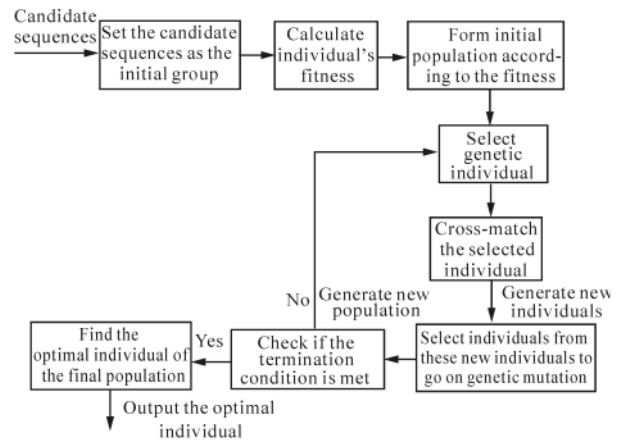 Candidate
sequences
Set the candidate
sequences as the
initial group
Calculate
individual's
fitness
Form initial
population accord-
ing to the fitness
Select
genetic
individual
Cross-match
the selected
individual
Generate new
individuals
Select individuals from
these new individuals to
go on genetic mutation
Check if the
termination
condition is met
No
Generate new
population
Yes
Find the
optimal individual of
the final population
Output the optimal
individual